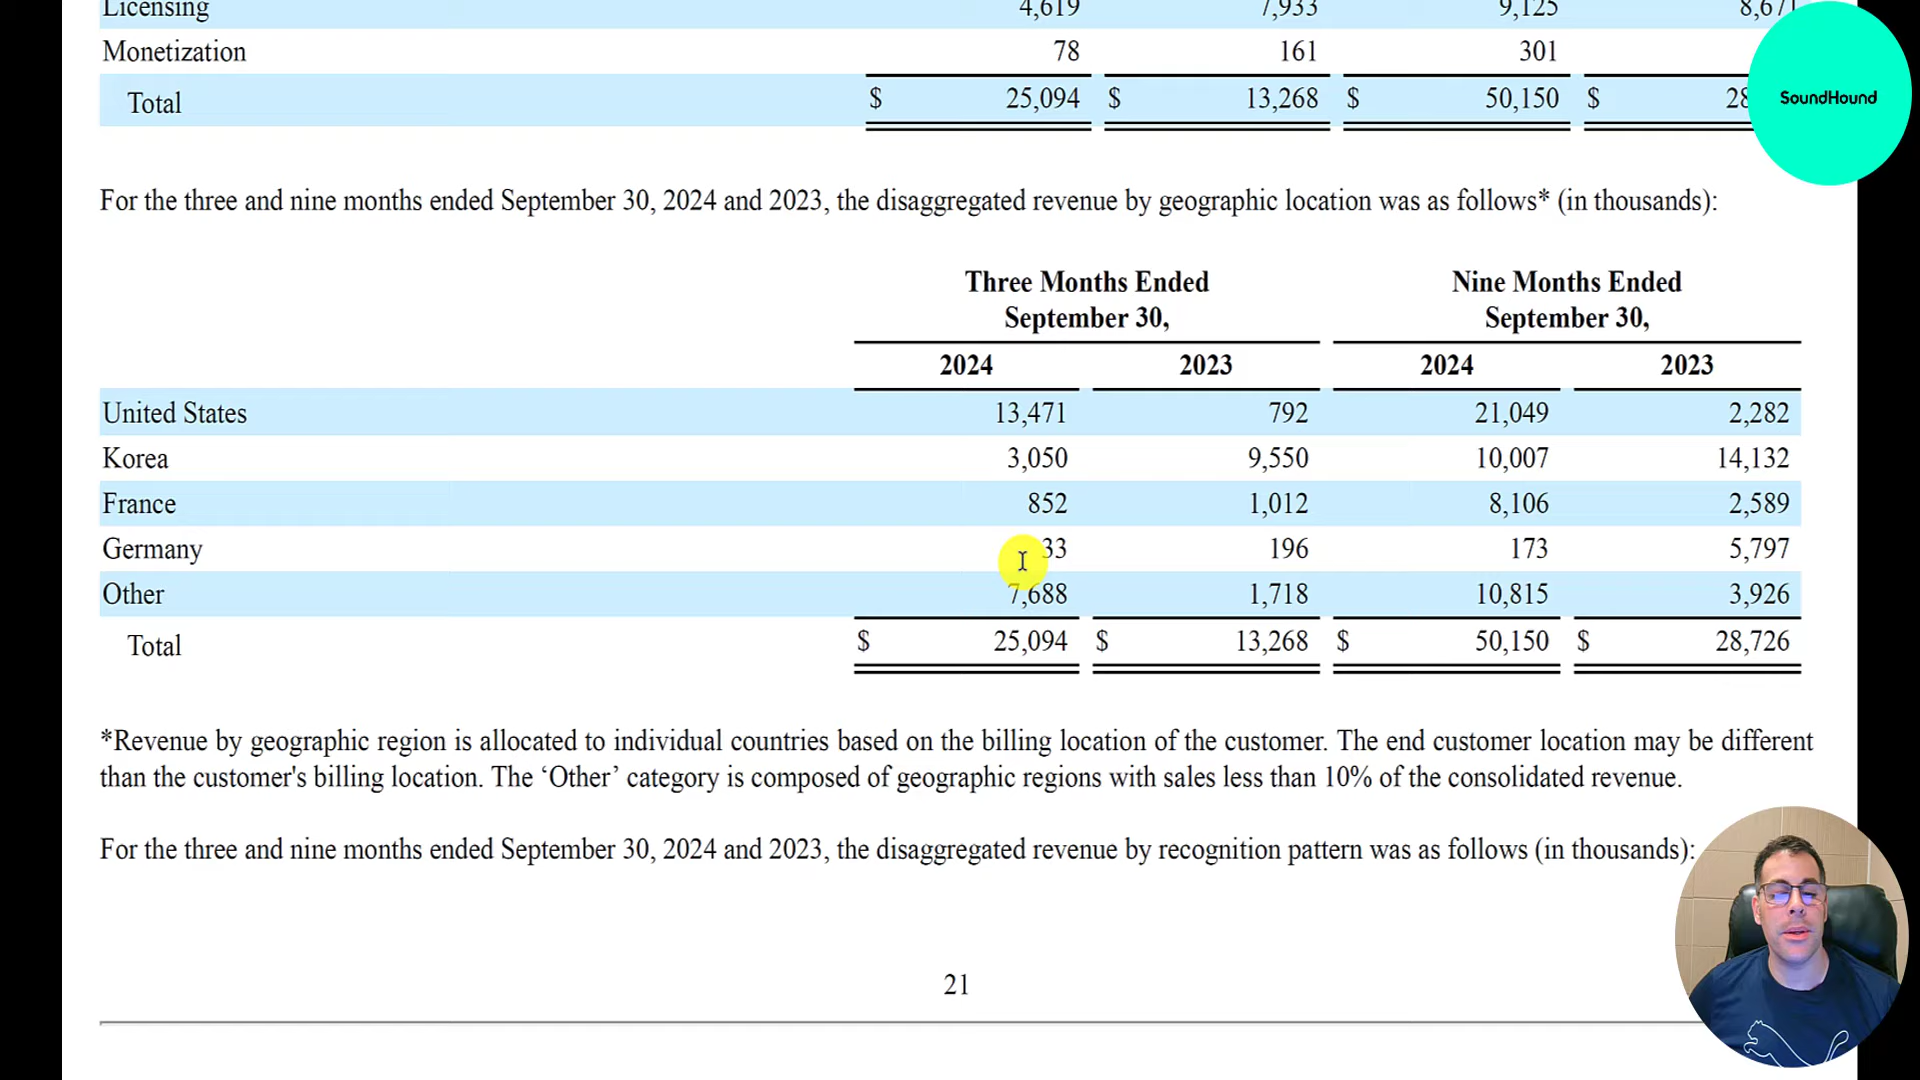 Licensing 4,619 7,933 9,125 8,671
Monetization 78 161 301
Total $ 25,094 $ 13,268 $ 50,150 $ 28
SoundHound
For the three and nine months ended September 30, 2024 and 2023, the disaggregated revenue by geographic location was as follows* (in thousands):
Three Months Ended Nine Months Ended
September 30, September 30,
2024 2023 2024 2023
United States 13,471 792 21,049 2,282
Korea 3,050 9,550 10,007 14,132
France 852 1,012 8,106 2,589
Germany 33 196 173 5,797
Other 7,688 1,718 10,815 3,926
Total $ 25,094 $ 13,268 $ 50,150 $ 28,726
*Revenue by geographic region is allocated to individual countries based on the billing location of the customer. The end customer location may be different
than the customer's billing location. The ‘Other’ category is composed of geographic regions with sales less than 10% of the consolidated revenue.
For the three and nine months ended September 30, 2024 and 2023, the disaggregated revenue by recognition pattern was as follows (in thousands):
21